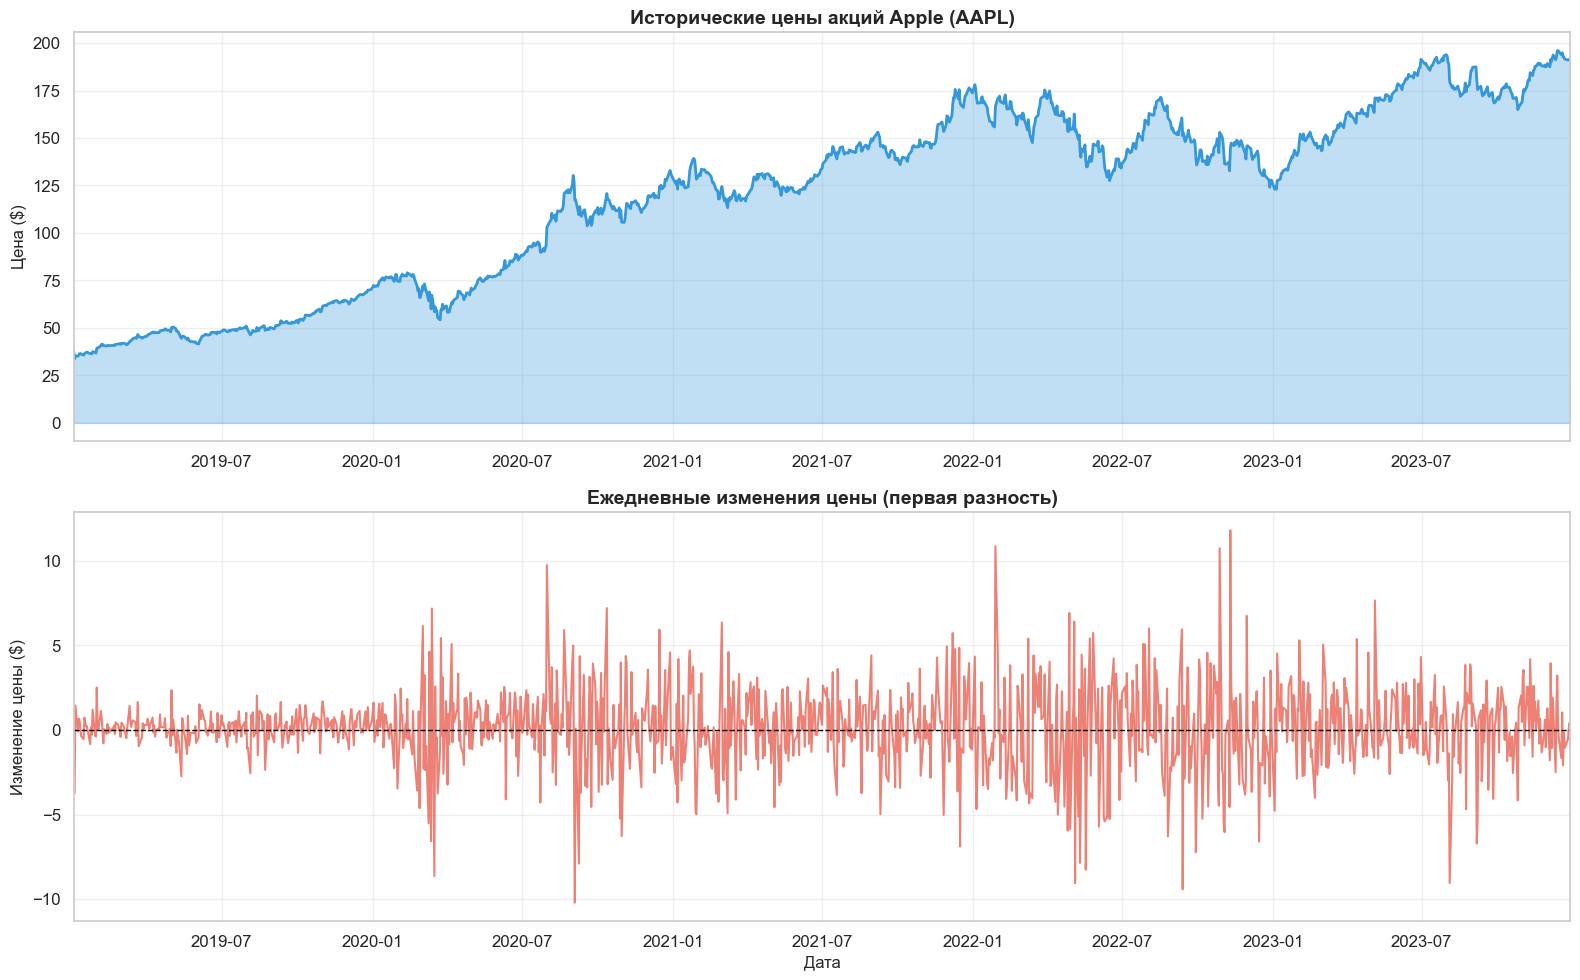 Исторические цены акций Apple (AAPL)
Цена ($)
200
175
150
125
100
75
50
25
0
2019-07 2020-01 2020-07 2021-01 2021-07 2022-01 2022-07 2023-01 2023-07
Ежедневные изменения цены (первая разность)
Изменение цены ($)
10
5
0
−5
−10
2019-07 2020-01 2020-07 2021-01 2021-07 2022-01 2022-07 2023-01 2023-07
Дата